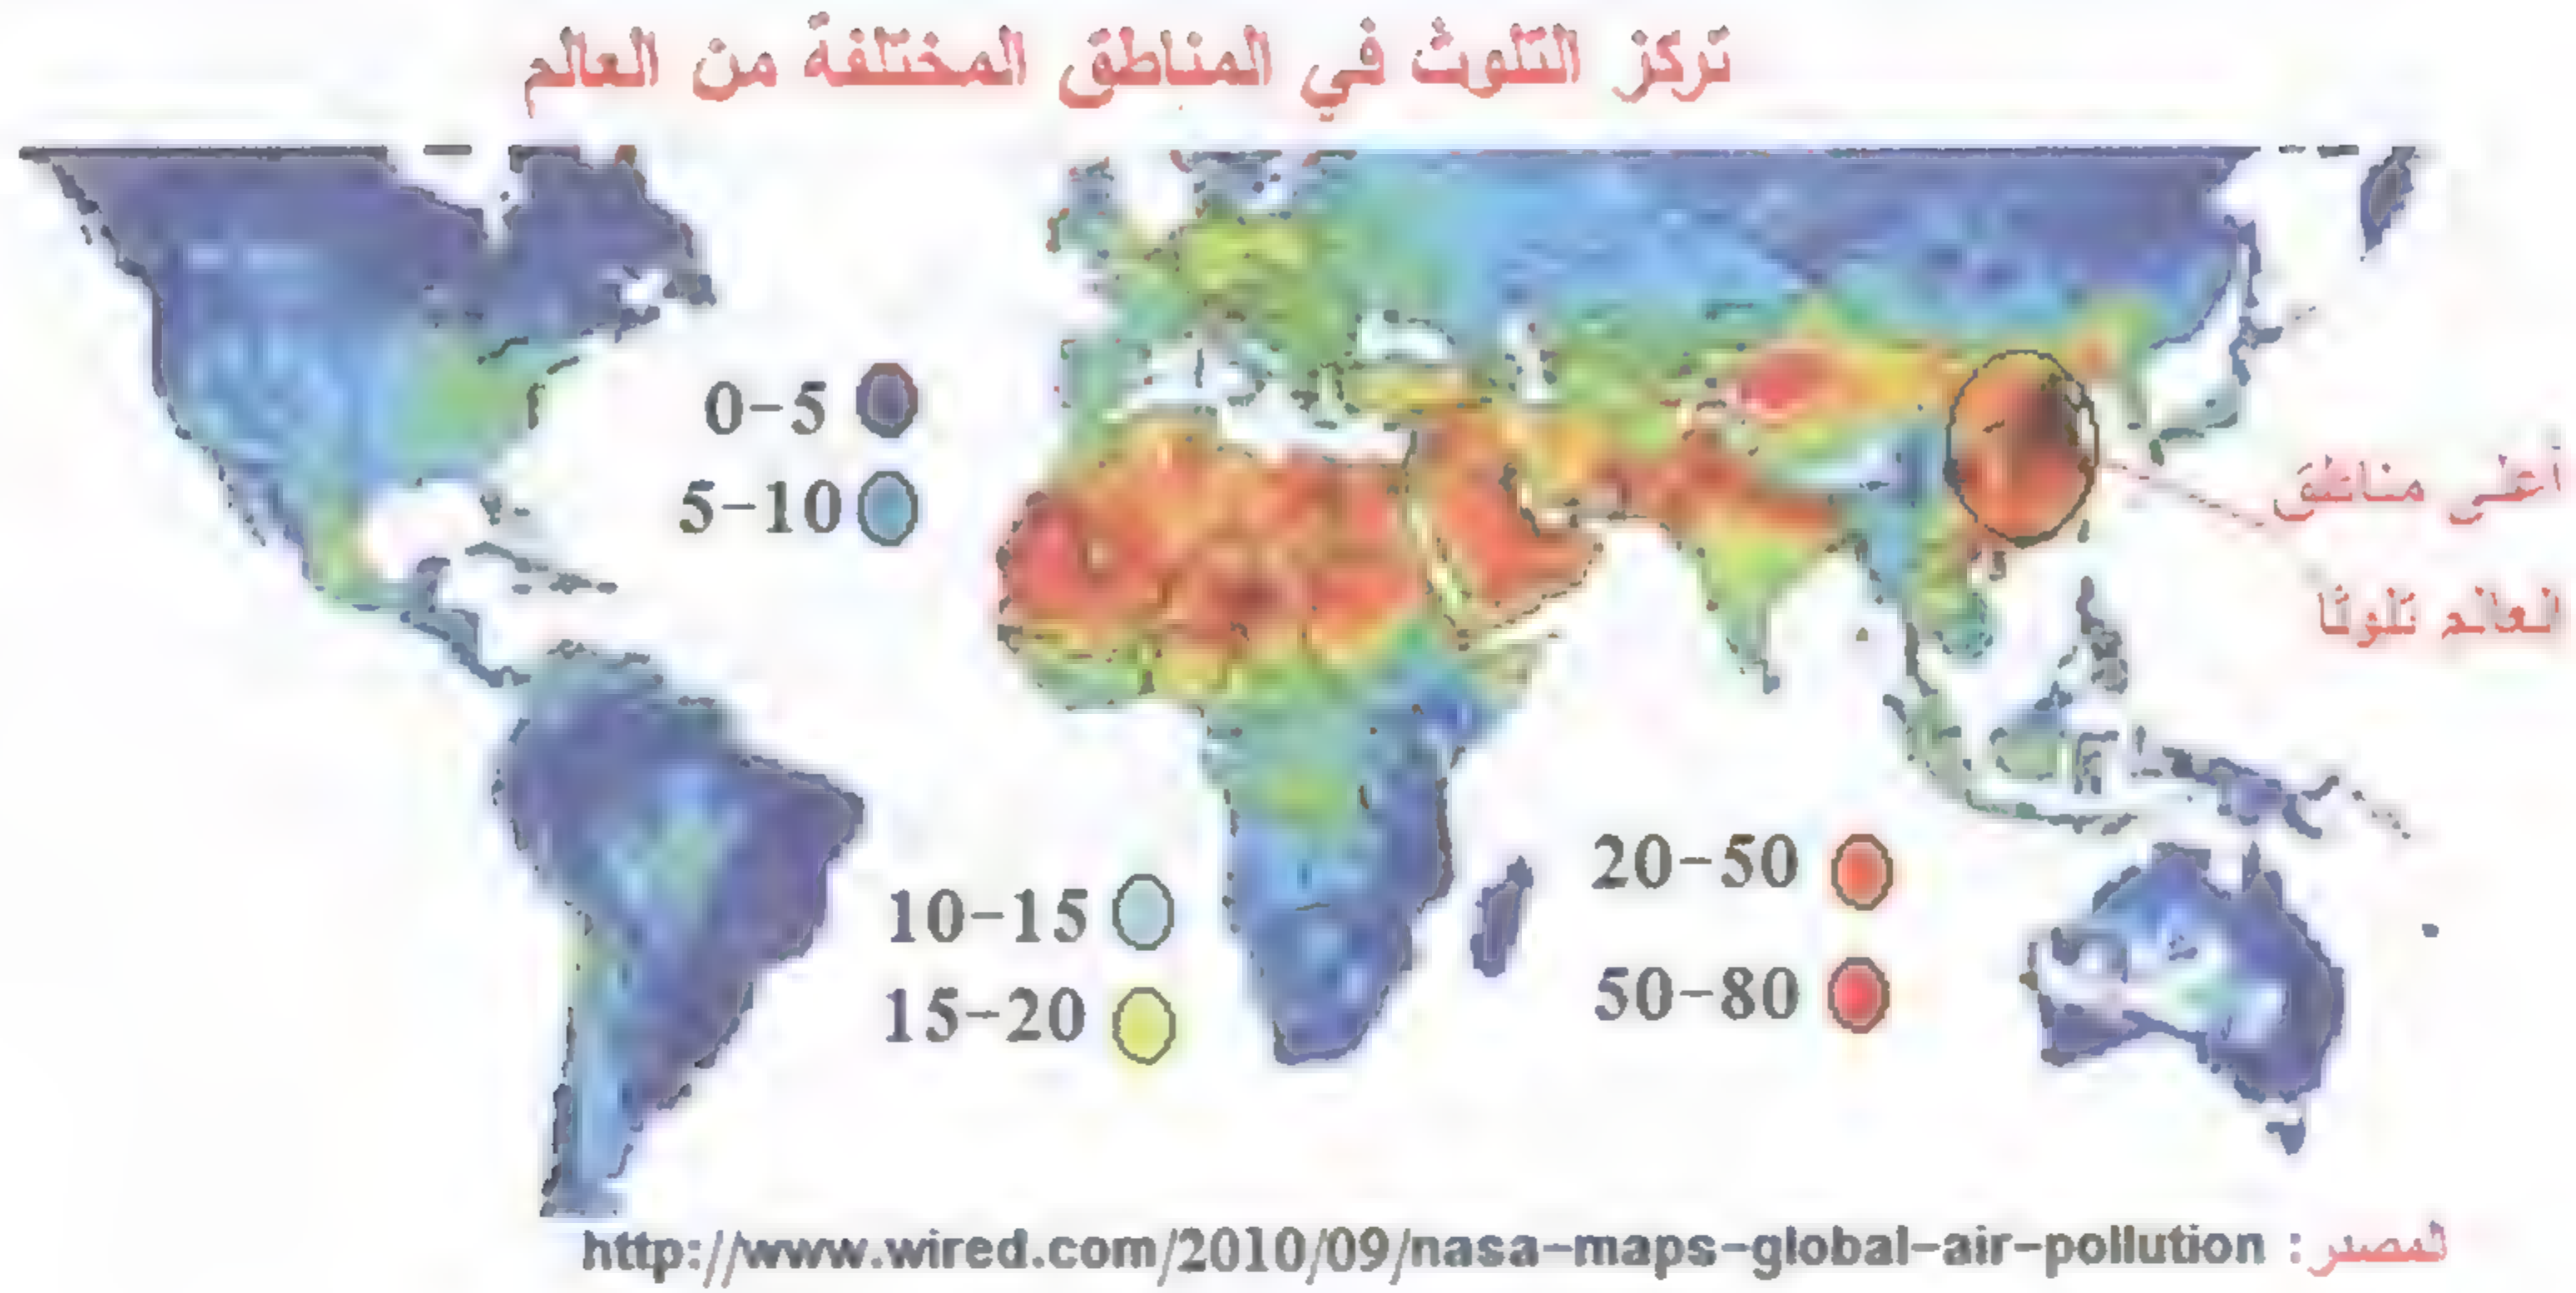 تركز التلوث في المناطق المختلفة من العالم
0-5
5-10
أعلى مناطق
العالم تلوثا
10-15
15-20
20-50
50-80
لمصدر: http://www.wired.com/2010/09/nasa-maps-global-air-pollution